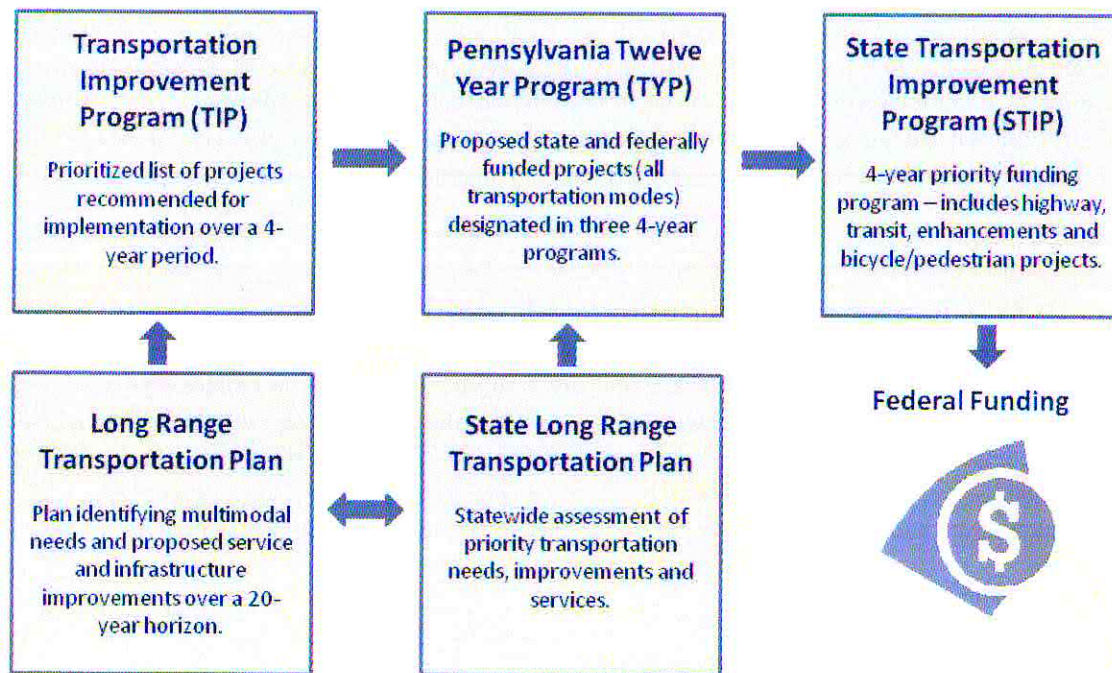 Transportation
Improvement
Program (TIP)
Prioritized list of projects
recommended for
implementation over a 4-
year period.
Pennsylvania Twelve
Year Program (TYP)
Proposed state and federally
funded projects (all
transportation modes)
designated in three 4-year
programs.
State Transportation
Improvement
Program (STIP)
4-year priority funding
program – includes highway,
transit, enhancements and
bicycle/pedestrian projects.
Long Range
Transportation Plan
Plan identifying multimodal
needs and proposed service
and infrastructure
improvements over a 20-
year horizon.
State Long Range
Transportation Plan
Statewide assessment of
priority transportation
needs, improvements and
services.
Federal Funding
$